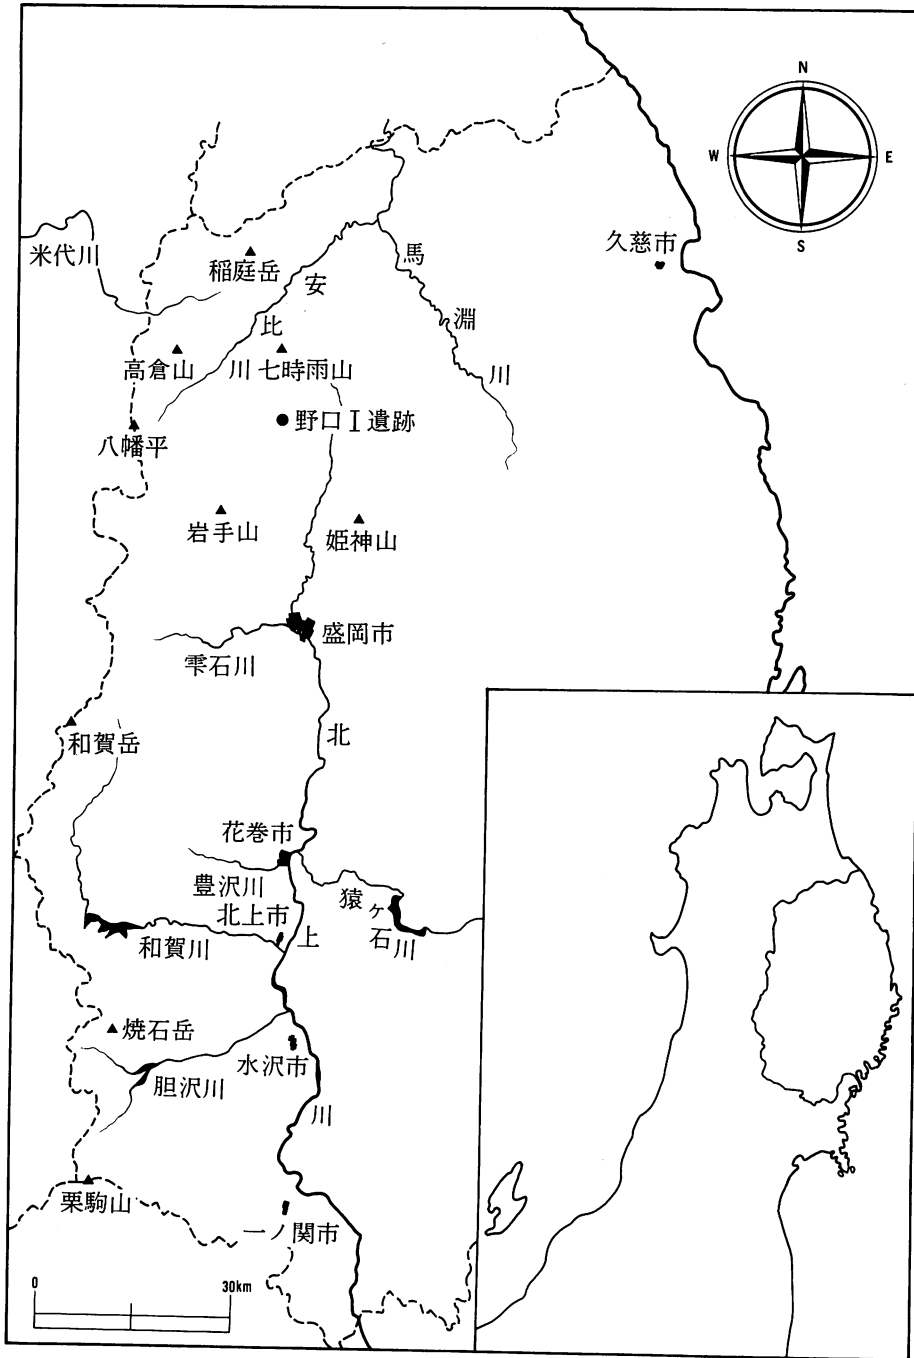 N
W
E
S
久慈市
米代川
稲庭岳
安比川
馬淵川
高倉山
七時雨山
野口Ⅰ遺跡
八幡平
岩手山
姫神山
盛岡市
雫石川
和賀岳
北上川
花巻市
豊沢川
猿ヶ石川
北上市
和賀川
焼石岳
水沢市
胆沢川
栗駒山
一ノ関市
0
30km